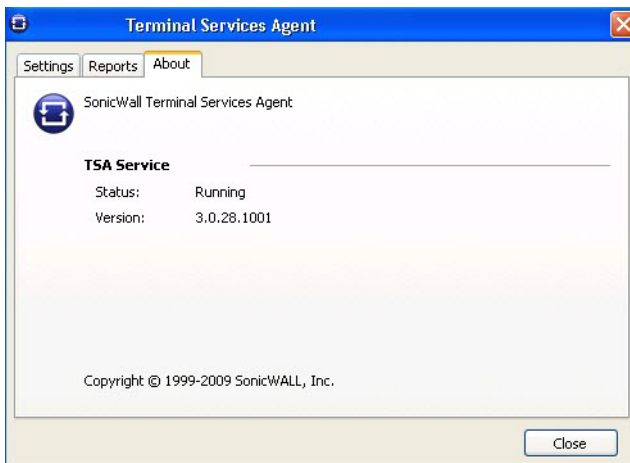 Terminal Services Agent
Settings Reports About
SonicWall Terminal Services Agent
TSA Service
Status: Running
Version: 3.0.28.1001
Copyright © 1999-2009 SonicWALL, Inc.
Close